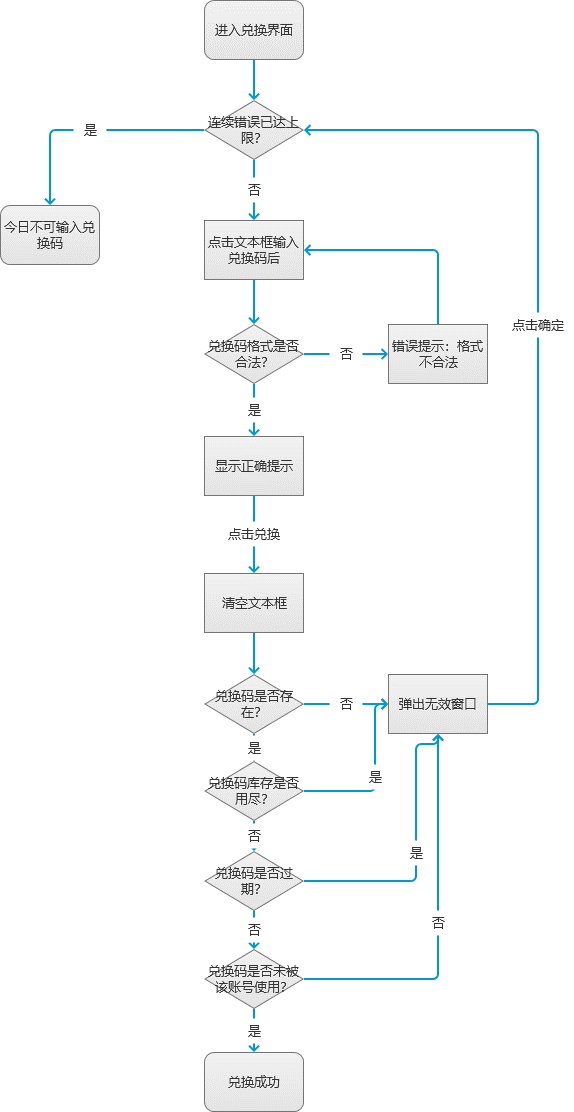 进入兑换界面
连续错误已达上
限?
是
否
今日不可输入兑
换码
点击文本框输入
兑换码后
点击确定
兑换码格式是否
合法?
否
错误提示：格式
不合法
是
显示正确提示
点击兑换
清空文本框
兑换码是否存
在?
否
弹出无效窗口
是
兑换码库存是否
用尽?
是
否
兑换码是否过
期?
是
否
否
兑换码是否未被
该账号使用?
是
兑换成功